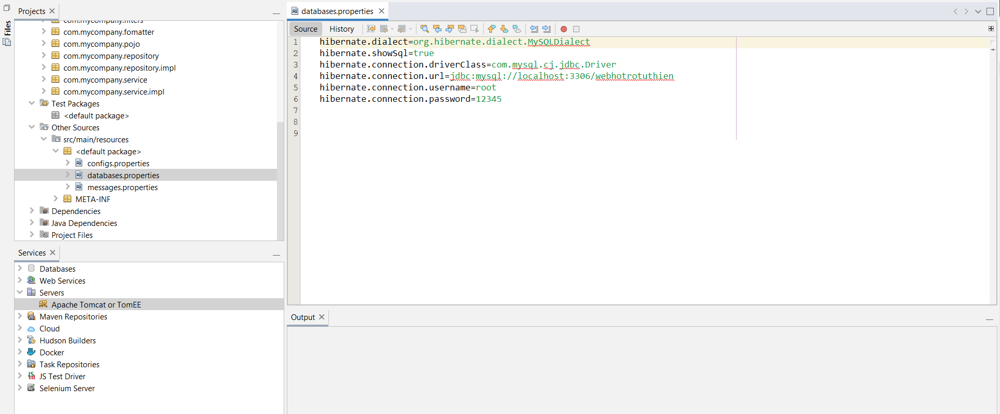 Files
Projects
com.mycompany.filters
com.mycompany.fomatter
com.mycompany.pojo
com.mycompany.repository
com.mycompany.repository.impl
com.mycompany.service
com.mycompany.service.impl
Test Packages
<default package>
Other Sources
src/main/resources
<default package>
configs.properties
databases.properties
messages.properties
META-INF
Dependencies
Java Dependencies
Project Files
Services
Databases
Web Services
Servers
Apache Tomcat or TomEE
Maven Repositories
Cloud
Hudson Builders
Docker
Task Repositories
JS Test Driver
Selenium Server
databases.properties
Source History
1 hibernate.dialect=org.hibernate.dialect.MySQLDialect
2 hibernate.showSql=true
3 hibernate.connection.driverClass=com.mysql.cj.jdbc.Driver
4 hibernate.connection.url=jdbc:mysql://localhost:3306/webhotrotuthien
5 hibernate.connection.username=root
6 hibernate.connection.password=12345
7
8
9
Output